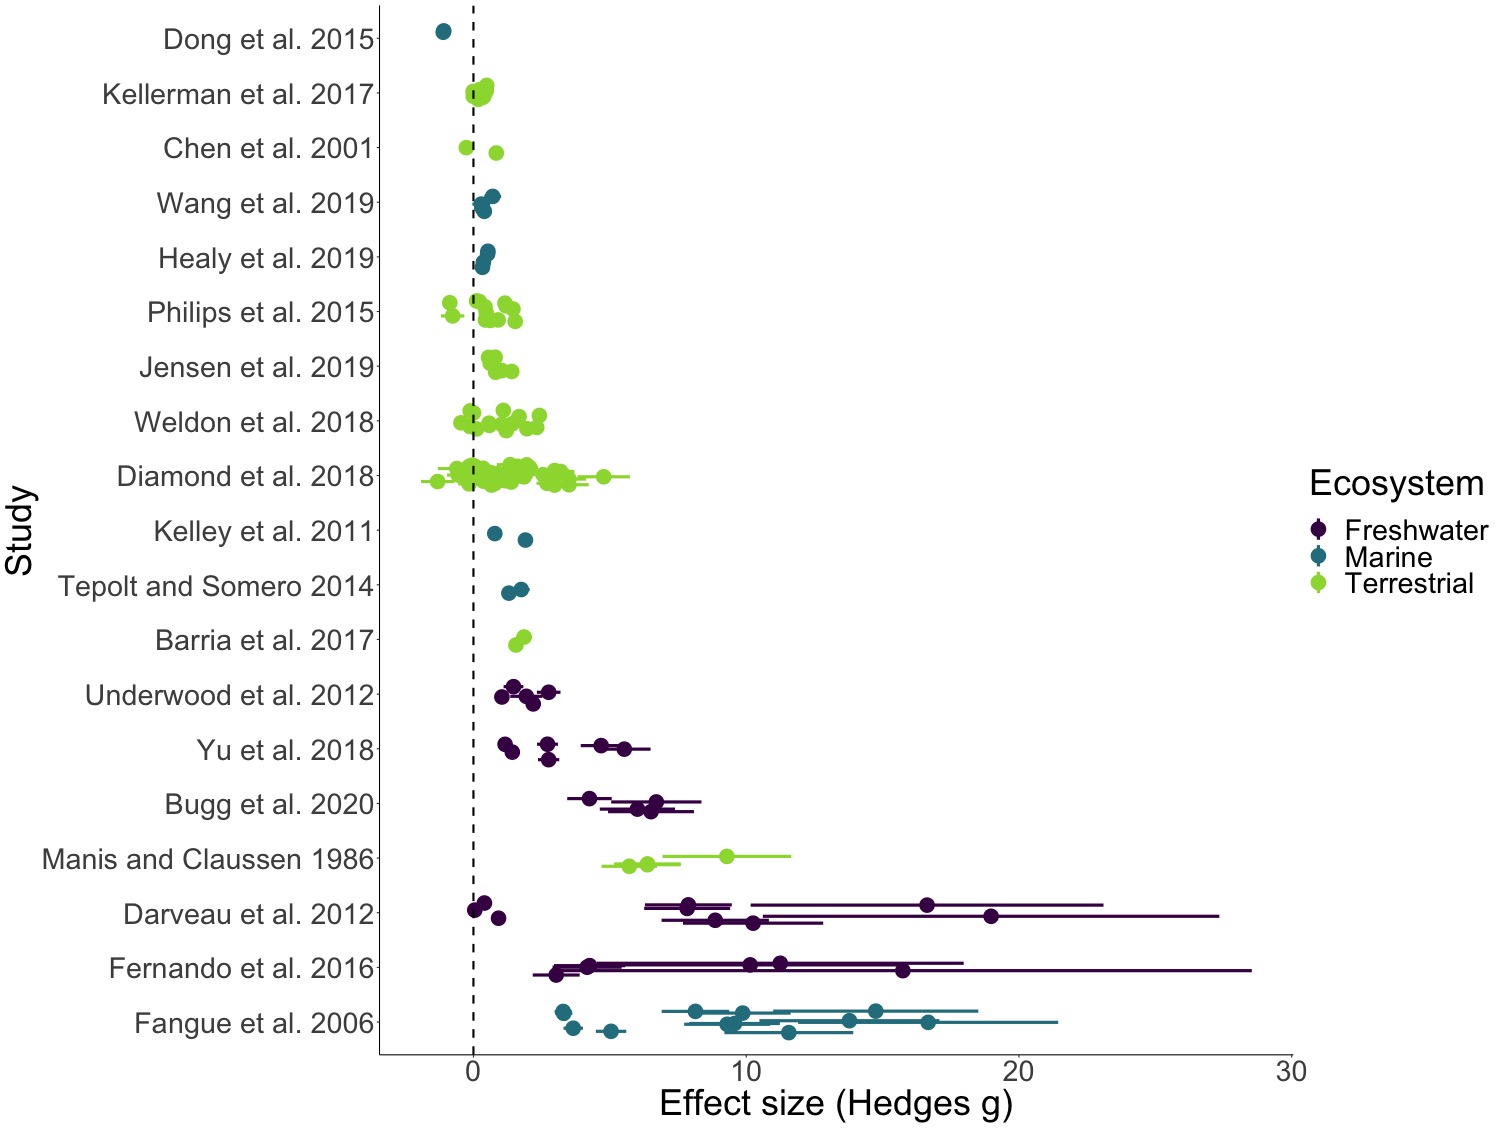 Study
Dong et al. 2015
Kellerman et al. 2017
Chen et al. 2001
Wang et al. 2019
Healy et al. 2019
Philips et al. 2015
Jensen et al. 2019
Weldon et al. 2018
Diamond et al. 2018
Kelley et al. 2011
Tepolt and Somero 2014
Barria et al. 2017
Underwood et al. 2012
Yu et al. 2018
Bugg et al. 2020
Manis and Claussen 1986
Darveau et al. 2012
Fernando et al. 2016
Fangue et al. 2006
0 10 20 30
Effect size (Hedges g)
Ecosystem
Freshwater
Marine
Terrestrial